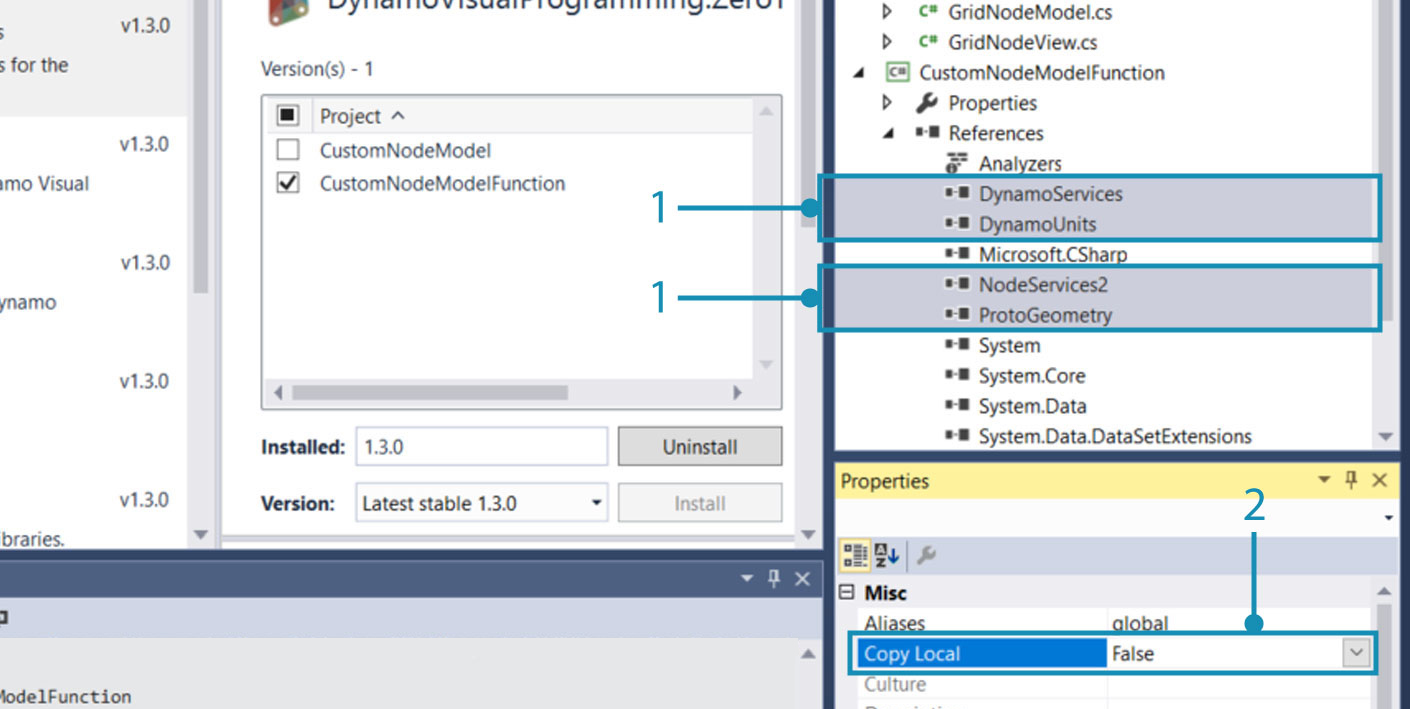 v1.3.0
s for the
v1.3.0
amo Visual
v1.3.0
ynamo
v1.3.0
v1.3.0
ibraries.
DynamoVisualProgramming.Zero
Version(s) - 1
Project
CustomNodeModel
CustomNodeModelFunction
Installed: 1.3.0 Uninstall
Version: Latest stable 1.3.0 Install
ModelFunction
GridNodeModel.cs
GridNodeView.cs
CustomNodeModelFunction
Properties
References
Analyzers
1
DynamoServices
DynamoUnits
Microsoft.CSharp
1
NodeServices2
ProtoGeometry
System
System.Core
System.Data
System.Data.DataSetExtensions
Properties
2
Misc
Aliases global
Copy Local False
Culture